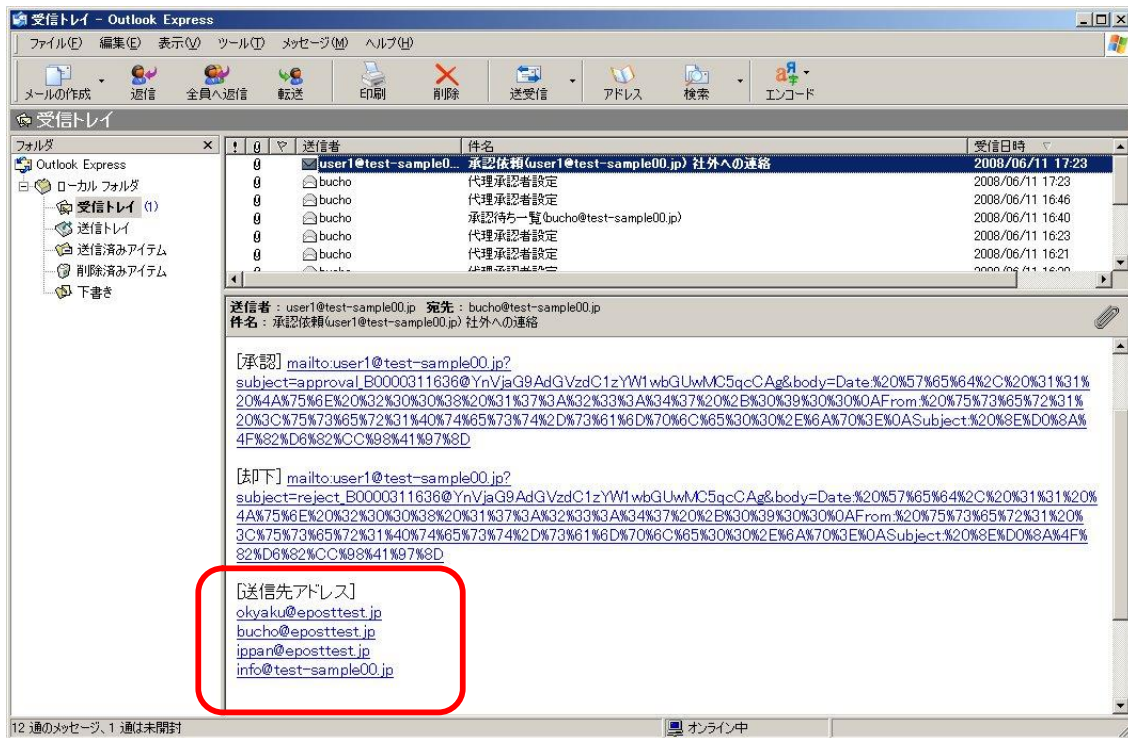 受信トレイ - Outlook Express
ファイル(F) 編集(E) 表示(V) ツール(T) メッセージ(M) ヘルプ(H)
メールの作成 返信 全員へ返信 転送 印刷 削除 送受信 アドレス 検索 エンコード
受信トレイ
フォルダ
Outlook Express
ローカル フォルダ
受信トレイ (1)
送信トレイ
送信済みアイテム
削除済みアイテム
下書き
! 送信者 件名 受信日時
user1@test-sample0... 承認依頼(user1@test-sample00.jp) 社外への連絡 2008/06/11 17:23
bucho 代理承認者設定 2008/06/11 17:23
bucho 代理承認者設定 2008/06/11 16:46
bucho 承認待ち一覧(bucho@test-sample00.jp) 2008/06/11 16:40
bucho 代理承認者設定 2008/06/11 16:23
bucho 代理承認者設定 2008/06/11 16:21
送信者 : user1@test-sample00.jp 宛先 : bucho@test-sample00.jp
件名 : 承認依頼(user1@test-sample00.jp) 社外への連絡
[承認] mailto:user1@test-sample00.jp?
subject=approval_B0000311636@YnVjaG9AdGVzdC1zYW1wbGUwMC5qcCAg&body=Date:%20%57%65%64%2C%20%31%31%
20%4A%75%6E%20%32%30%30%38%20%31%37%3A%32%33%3A%34%37%20%2B%30%39%30%30%0AFrom:%20%75%73%65%72%31%
20%3C%75%73%65%72%31%40%74%65%73%74%2D%73%61%6D%70%6C%65%30%30%2E%6A%70%3E%0ASubject:%20%8E%D0%8A%
4F%82%D6%82%CC%98%41%97%8D
[却下] mailto:user1@test-sample00.jp?
subject=reject_B0000311636@YnVjaG9AdGVzdC1zYW1wbGUwMC5qcCAg&body=Date:%20%57%65%64%2C%20%31%31%20%
4A%75%6E%20%32%30%30%38%20%31%37%3A%32%33%3A%34%37%20%2B%30%39%30%30%0AFrom:%20%75%73%65%72%31%20%
3C%75%73%65%72%31%40%74%65%73%74%2D%73%61%6D%70%6C%65%30%30%2E%6A%70%3E%0ASubject:%20%8E%D0%8A%4F%
82%D6%82%CC%98%41%97%8D
[送信先アドレス]
okyaku@eposttest.jp
bucho@eposttest.jp
ippan@eposttest.jp
info@test-sample00.jp
12 通のメッセージ、1 通は未開封 オンライン中